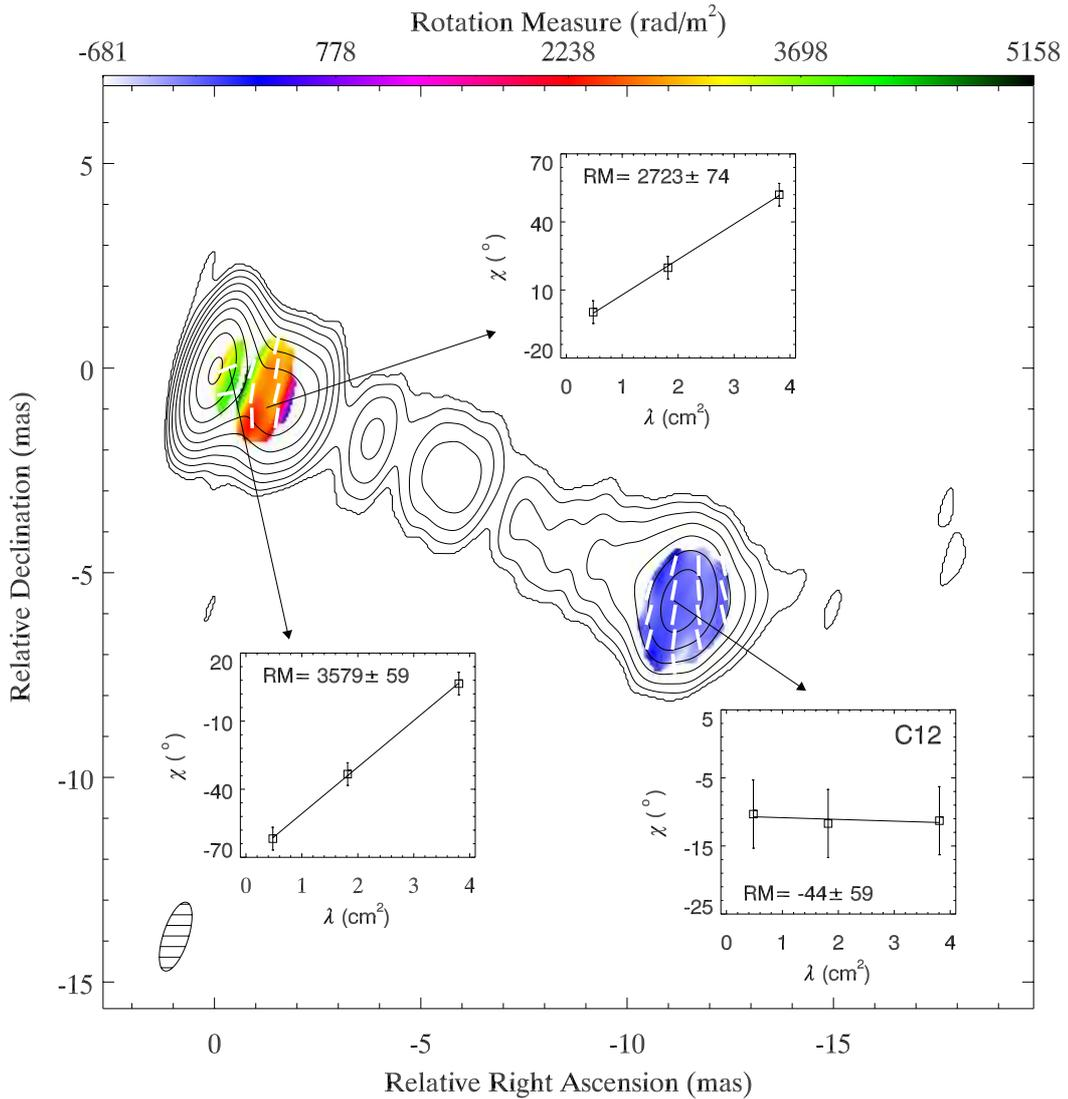 Rotation Measure (rad/m²)
-681 778 2238 3698 5158
5
0
-5
-10
-15
Relative Declination (mas)
70
40
10
-20
χ (°)
RM= 2723± 74
0 1 2 3 4
λ (cm²)
20
-10
-40
-70
χ (°)
RM= 3579± 59
0 1 2 3 4
λ (cm²)
5
-5
-15
-25
χ (°)
C12
RM= -44± 59
0 1 2 3 4
λ (cm²)
0 -5 -10 -15
Relative Right Ascension (mas)